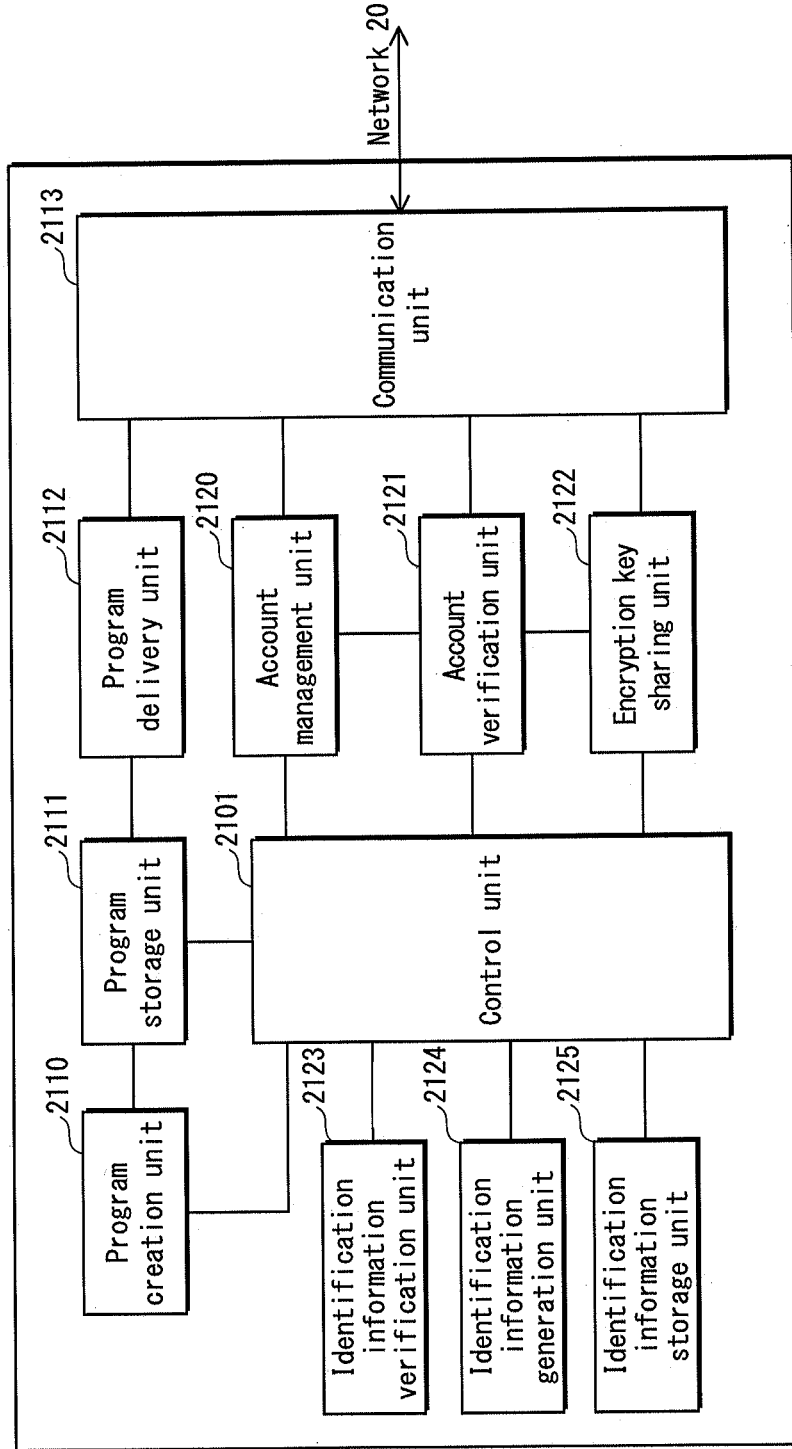 2110
Program
creation unit
2111
Program
storage unit
2112
Program
delivery unit
2113
Communication
unit
Network 20
2101
Control unit
2120
Account
management unit
2121
Account
verification unit
2122
Encryption key
sharing unit
2123
Identification
information
verification unit
2124
Identification
information
generation unit
2125
Identification
information
storage unit